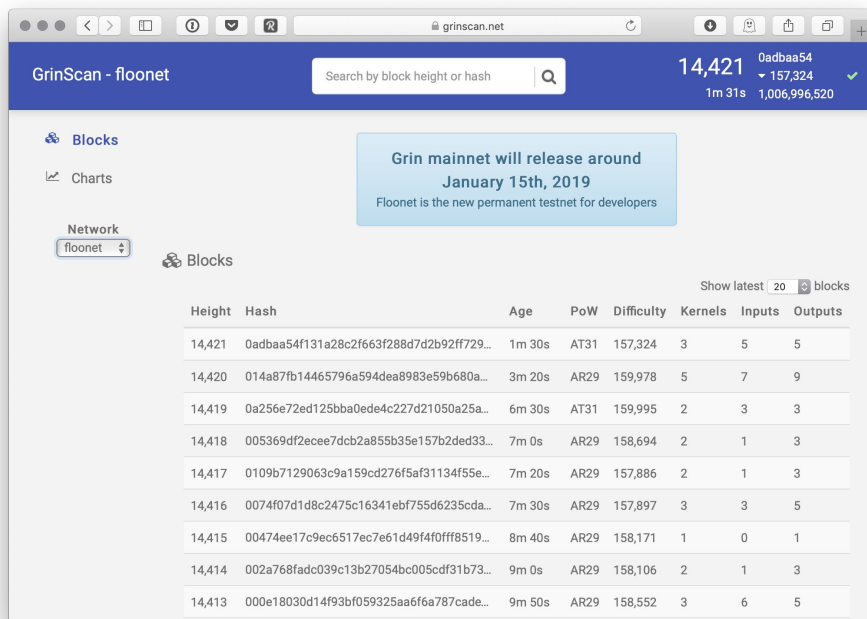 grinscan.net
GrinScan - floonet
Search by block height or hash
14,421
0adbaa54
157,324
1m 31s
1,006,996,520
Blocks
Charts
Network
floonet
Grin mainnet will release around
January 15th, 2019
Floonet is the new permanent testnet for developers
Blocks
Show latest 20 blocks
Height Hash Age PoW Difficulty Kernels Inputs Outputs
14,421 0adbaa54f131a28c2f663f288d7d2b92ff729... 1m 30s AT31 157,324 3 5 5
14,420 014a87fb14465796a594dea8983e59b680a... 3m 20s AR29 159,978 5 7 9
14,419 0a256e72ed125bba0ede4c227d21050a25a... 6m 30s AT31 159,995 2 3 3
14,418 005369df2ecee7dcb2a855b35e157b2ded33... 7m 0s AR29 158,694 2 1 3
14,417 0109b7129063c9a159cd276f5af31134f55e... 7m 20s AR29 157,886 2 1 3
14,416 0074f07d1d8c2475c16341ebf755d6235cda... 7m 30s AR29 157,897 3 3 5
14,415 00474ee17c9ec6517ec7e61d49f4f0fff8519... 8m 40s AR29 158,171 1 0 1
14,414 002a768fadc039c13b27054bc005cdf31b73... 9m 0s AR29 158,106 2 1 3
14,413 000e18030d14f93bf059325aa6f6a787cade... 9m 50s AR29 158,552 3 6 5